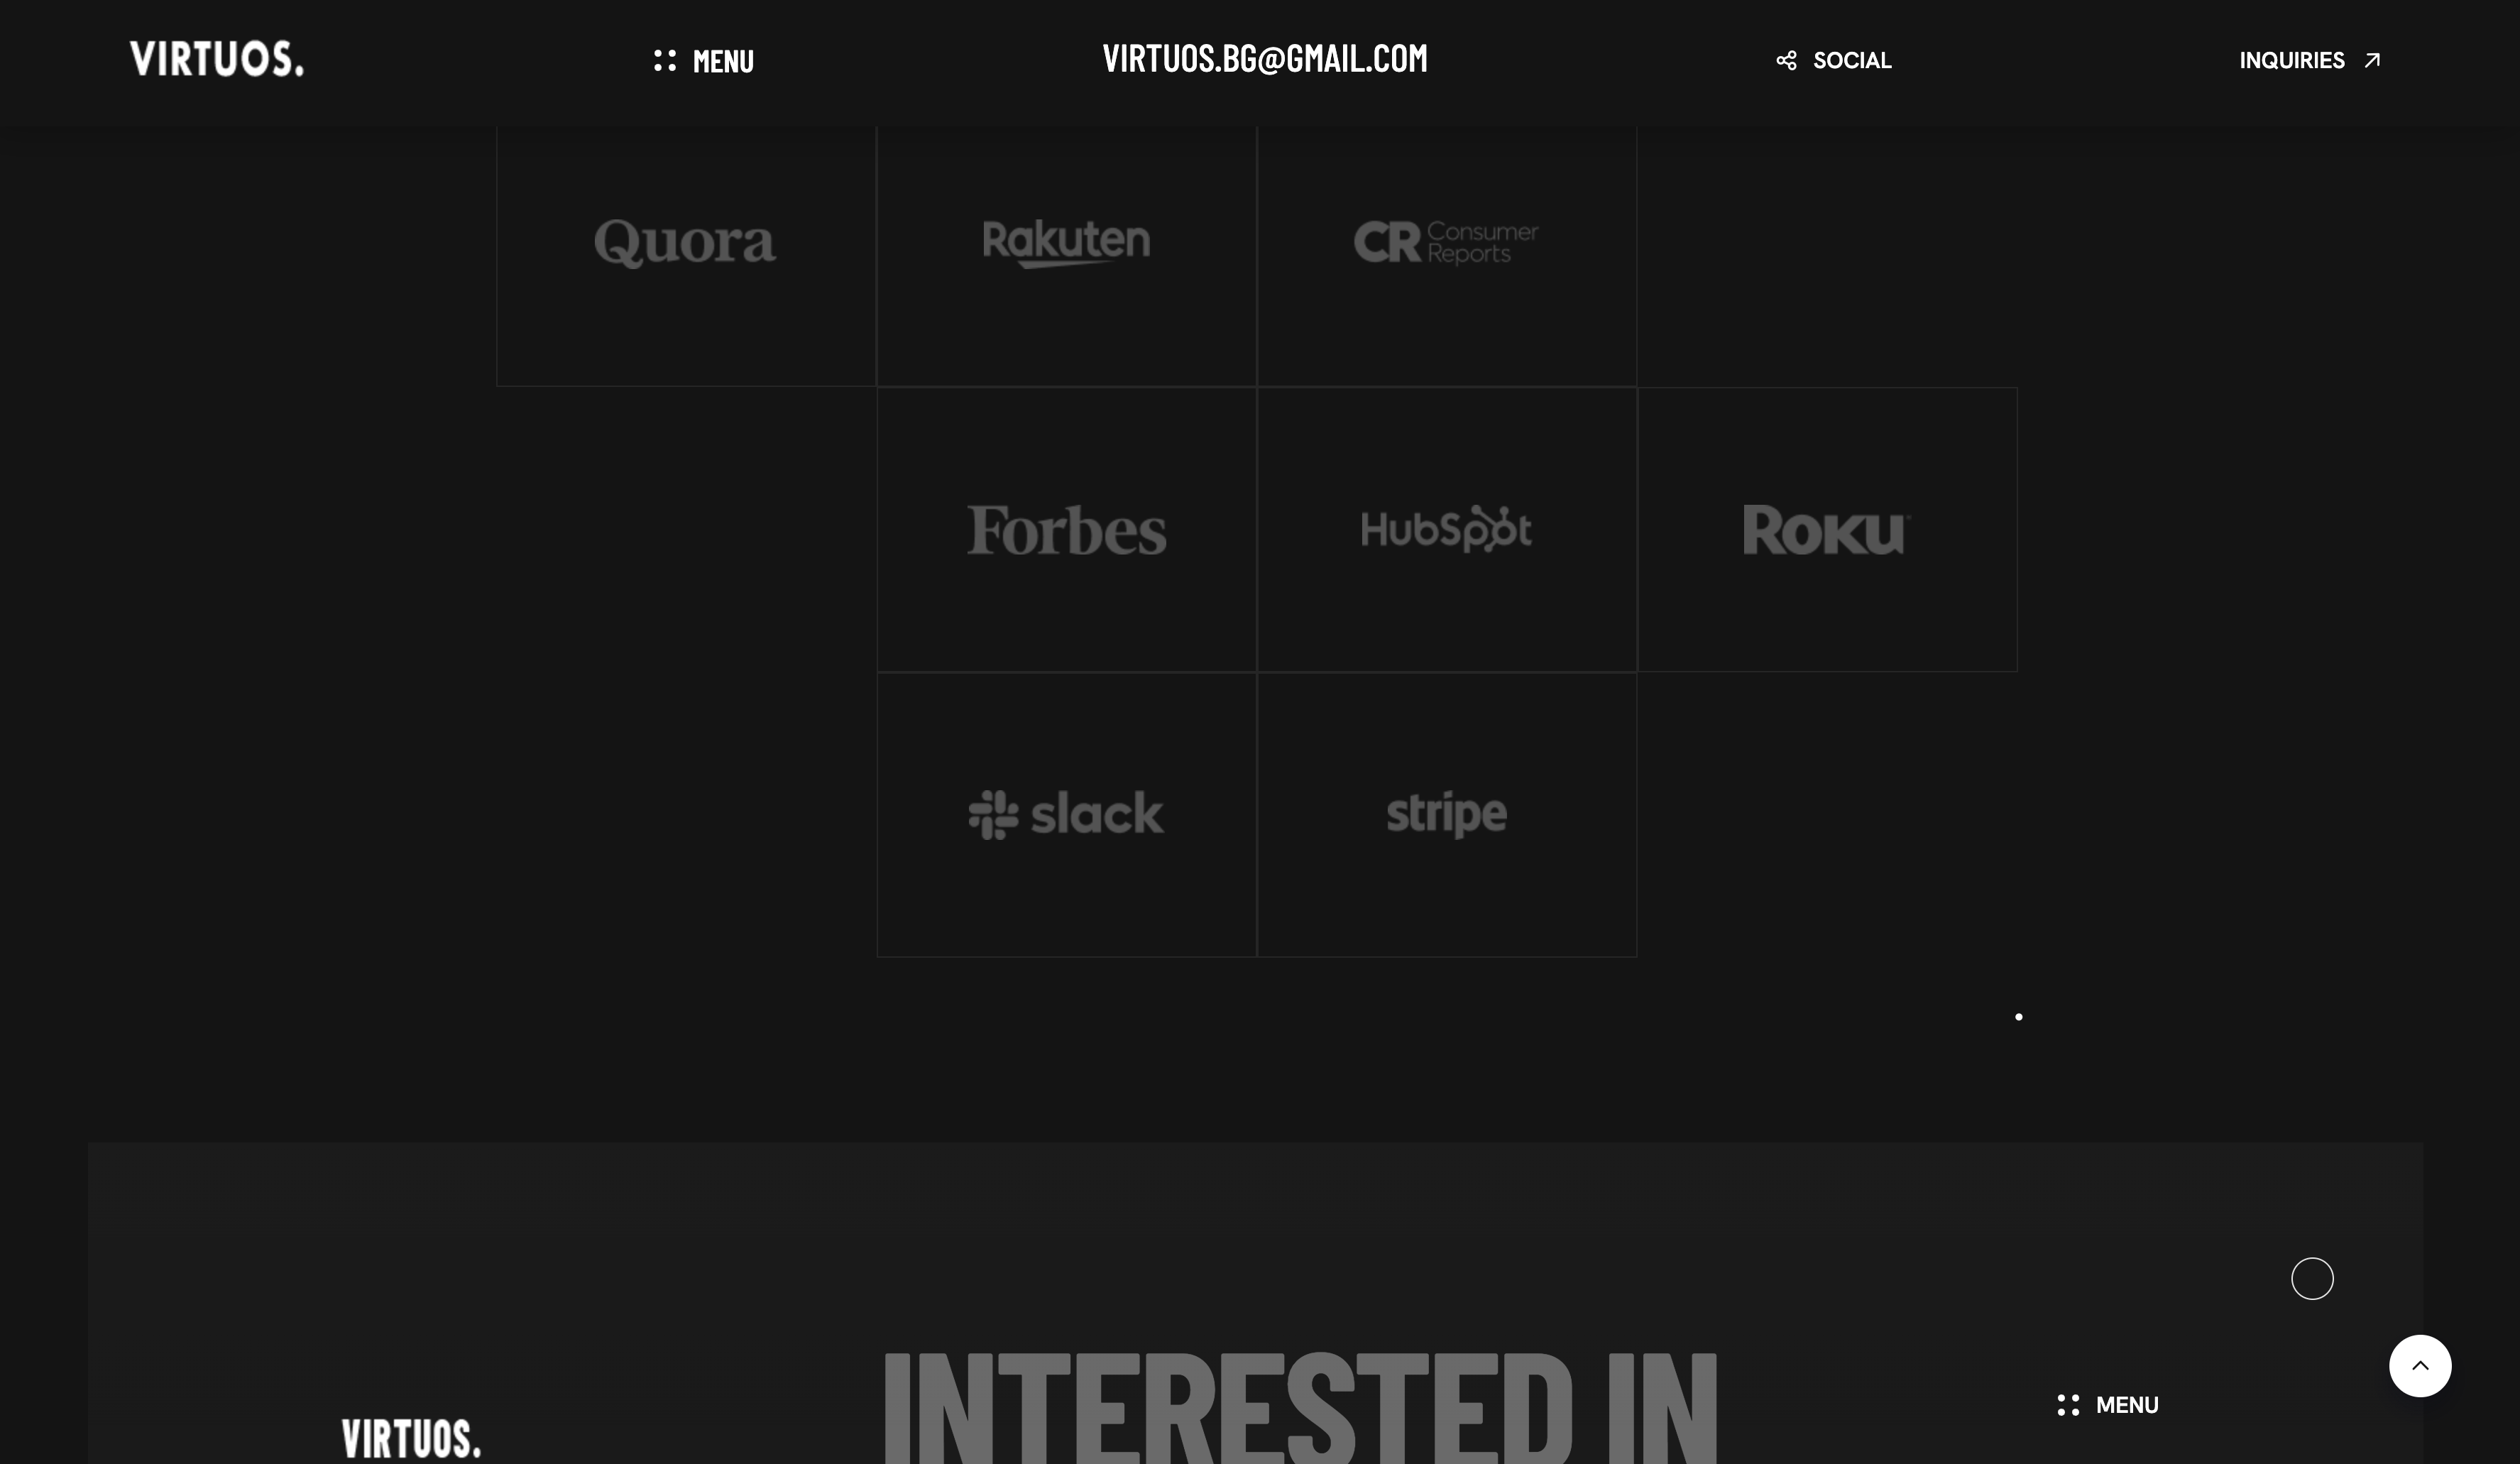 VIRTUOS.
MENU
VIRTUOS.BG@GMAIL.COM
SOCIAL
INQUIRIES
Quora
Rakuten
CR Consumer
Reports
Forbes
HubSpot
Roku
slack
stripe
INTERESTED IN
MENU
VIRTUOS.